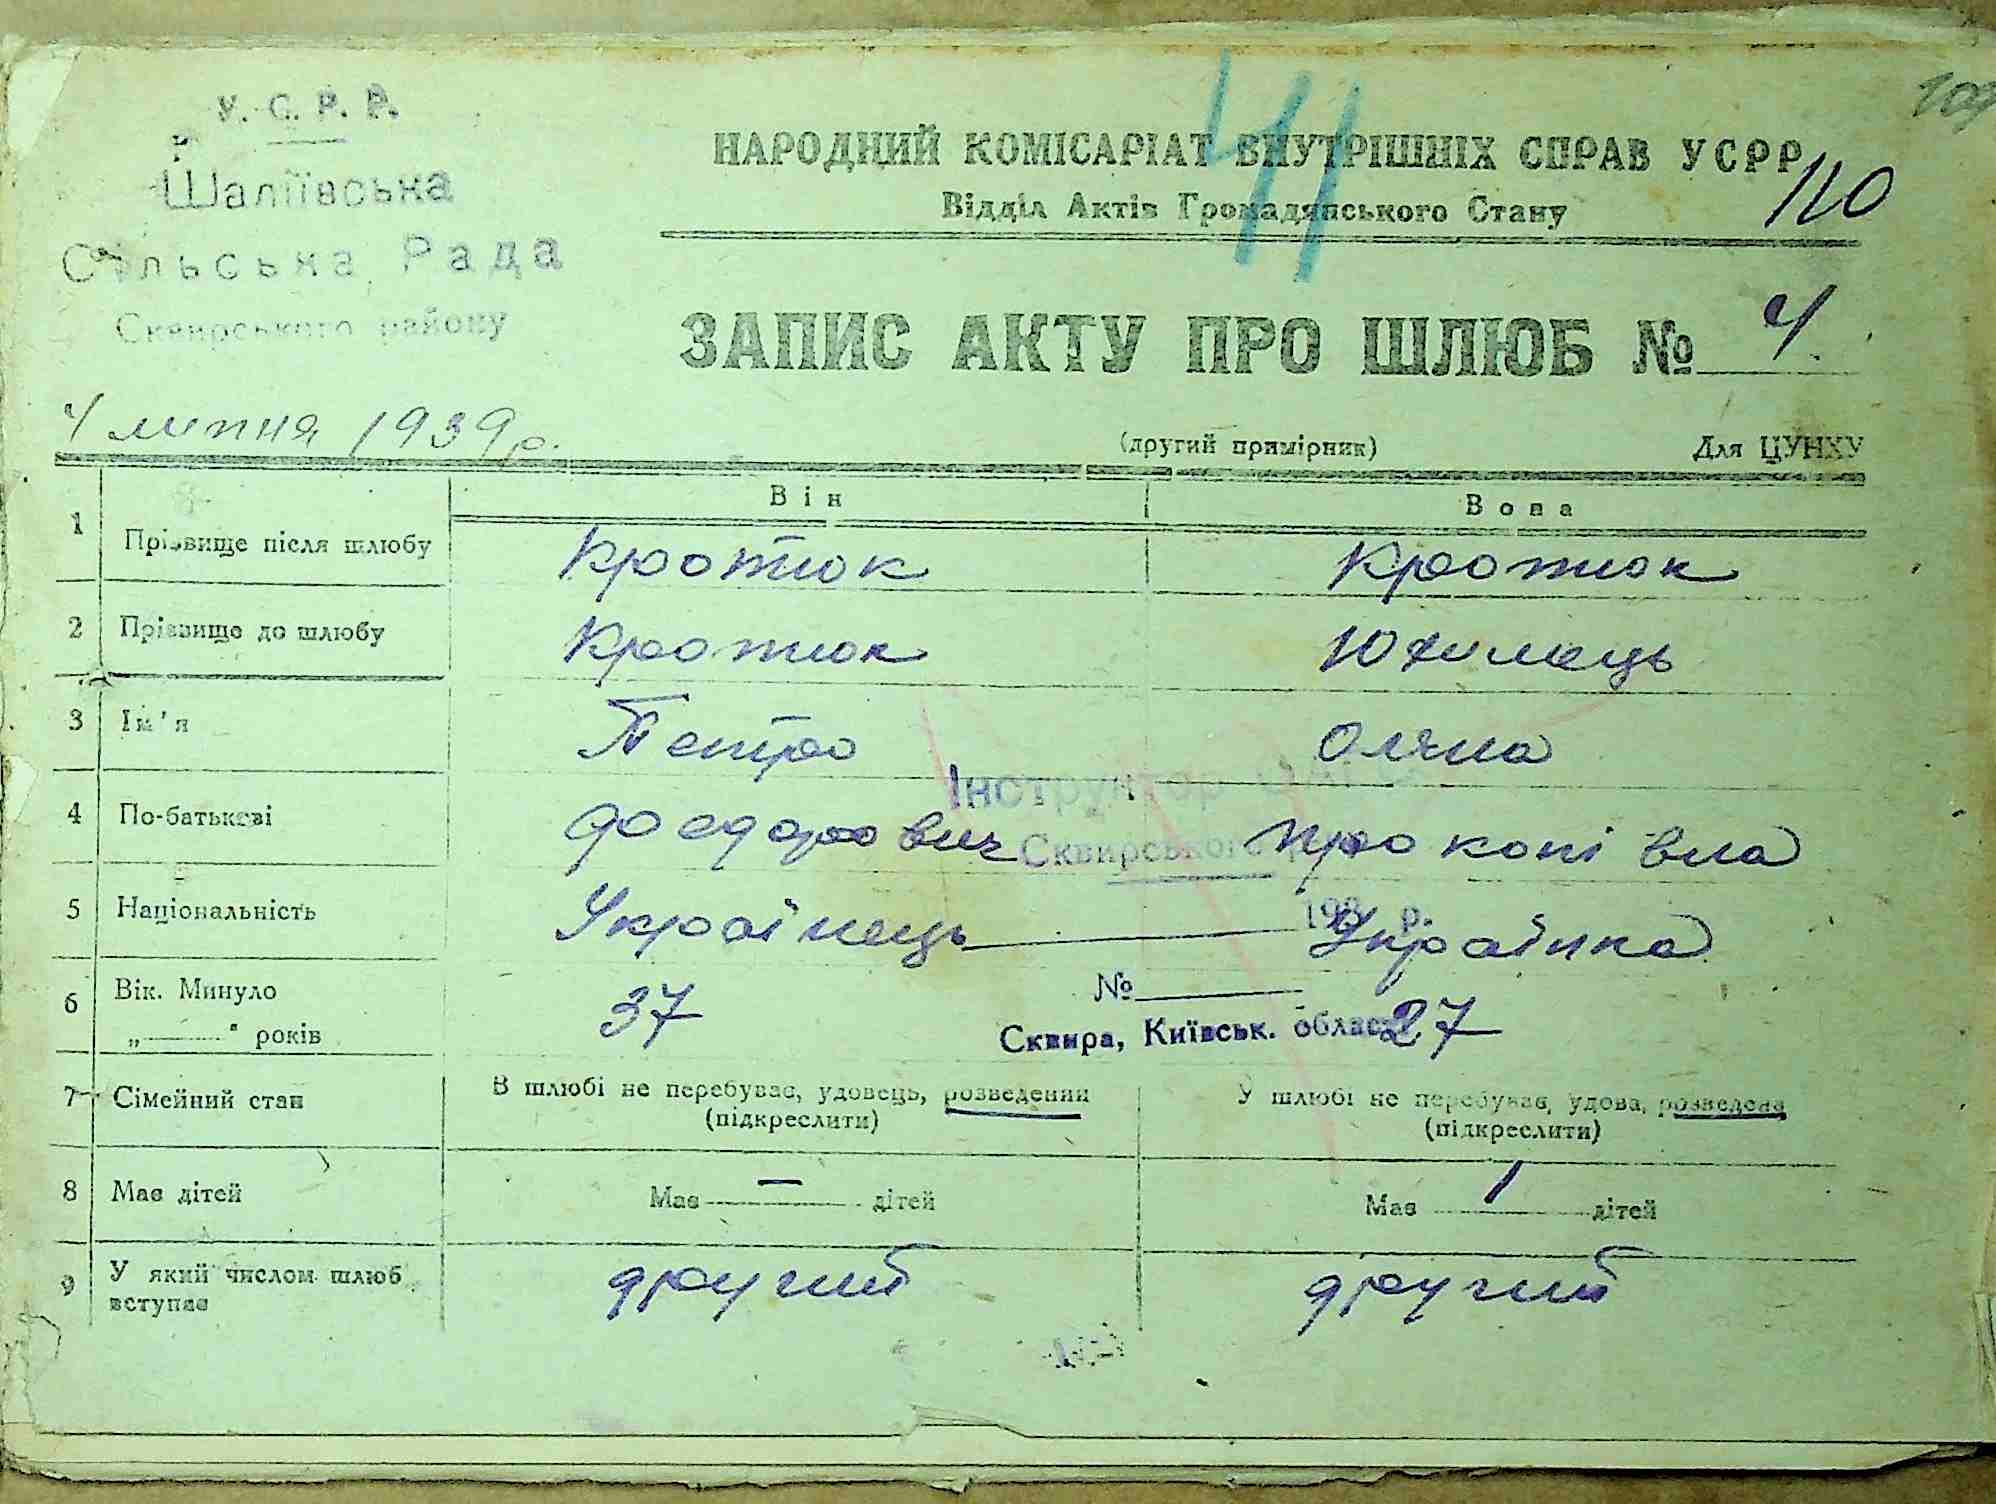 У. С. Р. Р.
Шаліївська
Сільська Рада
Сквирського району
41
109
НАРОДНИЙ КОМІСАРІАТ ВНУТРІШНІХ СПРАВ УСРР
110
Відділ Актів Громадянського Стану
ЗАПИС АКТУ ПРО ШЛЮБ № 4
4 липня 1939 р.
(другий примірник) Для ЦУНХУ
Він Вона
1 Прізвище після шлюбу Кротюк Кротюк
2 Прізвище до шлюбу Кротюк Юхимець
3 Ім'я Петро Оляна
Інструктор
4 По-батькові Федорович Прокопівна
Сквирського
5 Національність Українець Українка
193 р.
6 Вік. Минуло 37 27
„——" років
№
Сквира, Київськ. області
7 Сімейний стан В шлюбі не перебуває, удовець, розведений У шлюбі не перебуває, удова, розведена
(підкреслити) (підкреслити)
8 Має дітей Має — дітей Має 1 дітей
9 У який числом шлюб вступає другий другий